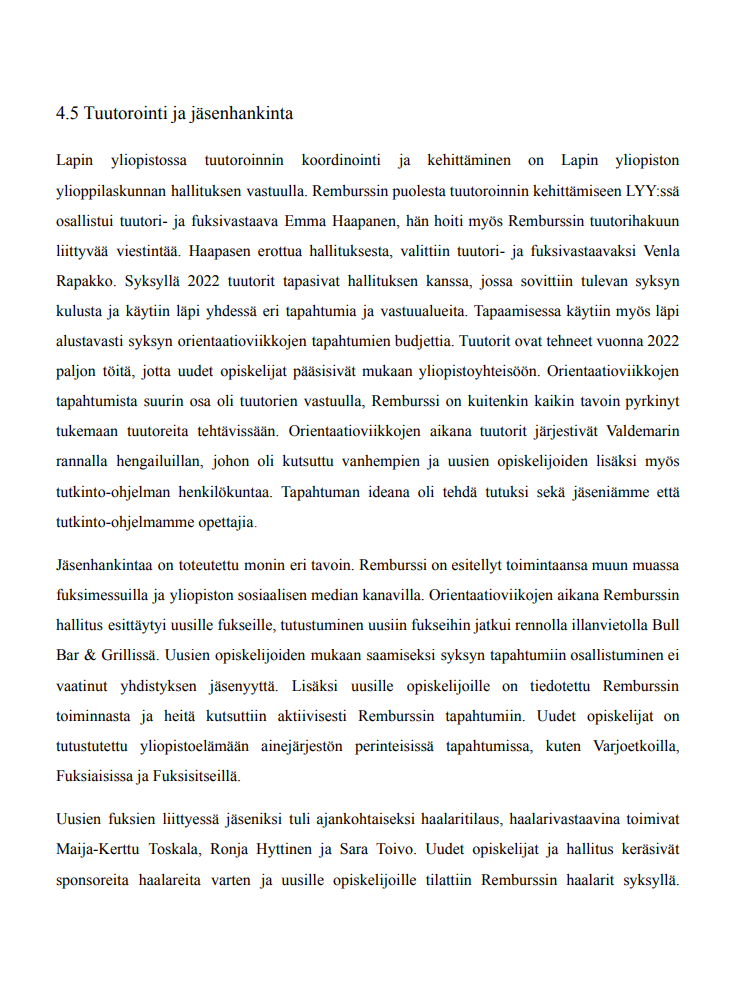 4.5 Tuutorointi ja jäsenhankinta
Lapin yliopistossa tuutoroinnin koordinointi ja kehittäminen on Lapin yliopiston
ylioppilaskunnan hallituksen vastuulla. Remburssin puolesta tuutoroinnin kehittämiseen LYY:ssä
osallistui tuutori- ja fuksivastaava Emma Haapanen, hän hoiti myös Remburssin tuutorihakuun
liittyvää viestintää. Haapasen erottua hallituksesta, valittiin tuutori- ja fuksivastaavaksi Venla
Rapakko. Syksyllä 2022 tuutorit tapasivat hallituksen kanssa, jossa sovittiin tulevan syksyn
kulusta ja käytiin läpi yhdessä eri tapahtumia ja vastuualueita. Tapaamisessa käytiin myös läpi
alustavasti syksyn orientaatioviikkojen tapahtumien budjettia. Tuutorit ovat tehneet vuonna 2022
paljon töitä, jotta uudet opiskelijat pääsisivät mukaan yliopistoyhteisöön. Orientaatioviikkojen
tapahtumista suurin osa oli tuutorien vastuulla, Remburssi on kuitenkin kaikin tavoin pyrkinyt
tukemaan tuutoreita tehtävissään. Orientaatioviikkojen aikana tuutorit järjestivät Valdemarin
rannalla hengailuillan, johon oli kutsuttu vanhempien ja uusien opiskelijoiden lisäksi myös
tutkinto-ohjelman henkilökuntaa. Tapahtuman ideana oli tehdä tutuksi sekä jäseniämme että
tutkinto-ohjelmamme opettajia.
Jäsenhankintaa on toteutettu monin eri tavoin. Remburssi on esitellyt toimintaansa muun muassa
fuksimessuilla ja yliopiston sosiaalisen median kanavilla. Orientaatioviikojen aikana Remburssin
hallitus esittäytyi uusille fukseille, tutustuminen uusiin fukseihin jatkui rennolla illanvietolla Bull
Bar & Grillissä. Uusien opiskelijoiden mukaan saamiseksi syksyn tapahtumiin osallistuminen ei
vaatinut yhdistyksen jäsenyyttä. Lisäksi uusille opiskelijoille on tiedotettu Remburssin
toiminnasta ja heitä kutsuttiin aktiivisesti Remburssin tapahtumiin. Uudet opiskelijat on
tutustutettu yliopistoelämään ainejärjestön perinteisissä tapahtumissa, kuten Varjoetkoilla,
Fuksiaisissa ja Fuksisitseillä.
Uusien fuksien liittyessä jäseniksi tuli ajankohtaiseksi haalaritilaus, haalarivastaavina toimivat
Maija-Kerttu Toskala, Ronja Hyttinen ja Sara Toivo. Uudet opiskelijat ja hallitus keräsivät
sponsoreita haalareita varten ja uusille opiskelijoille tilattiin Remburssin haalarit syksyllä.